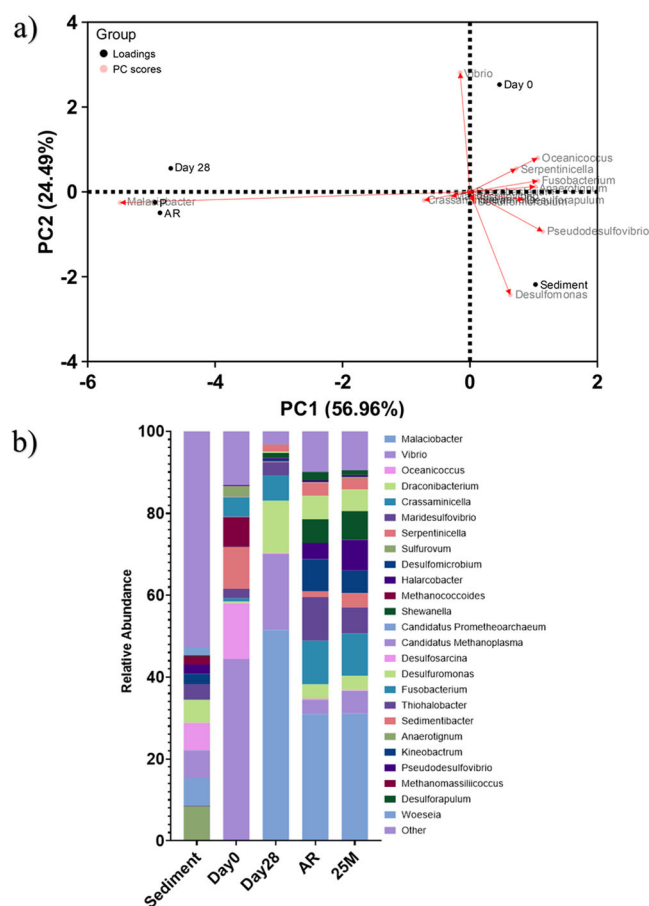 a)
Group
Loadings
PC scores
4
2
0
-2
-4
PC2 (24.49%)
Vibrio
Day 0
Oceanicoccus
Serpentinicella
Fusobacterium
Anaerotignum
Day 28
P
AR
Pseudodesulfovibrio
Sediment
Desulfomonas
-6
-4
-2
0
2
PC1 (56.96%)
b)
100
80
60
40
20
0
Relative Abundance
Sediment
Day0
Day28
AR
25M
Malaciobacter
Vibrio
Oceanicoccus
Draconibacterium
Crassaminicella
Maridesulfovibrio
Serpentinicella
Sulfurovum
Desulfomicrobium
Halarcobacter
Methanococcoides
Shewanella
Candidatus Prometheoarchaeum
Candidatus Methanoplasma
Desulfosarcina
Desulfuromonas
Fusobacterium
Thiohalobacter
Sedimentibacter
Anaerotignum
Kineobactrum
Pseudodesulfovibrio
Methanomassiliicoccus
Desulforapulum
Woeseia
Other